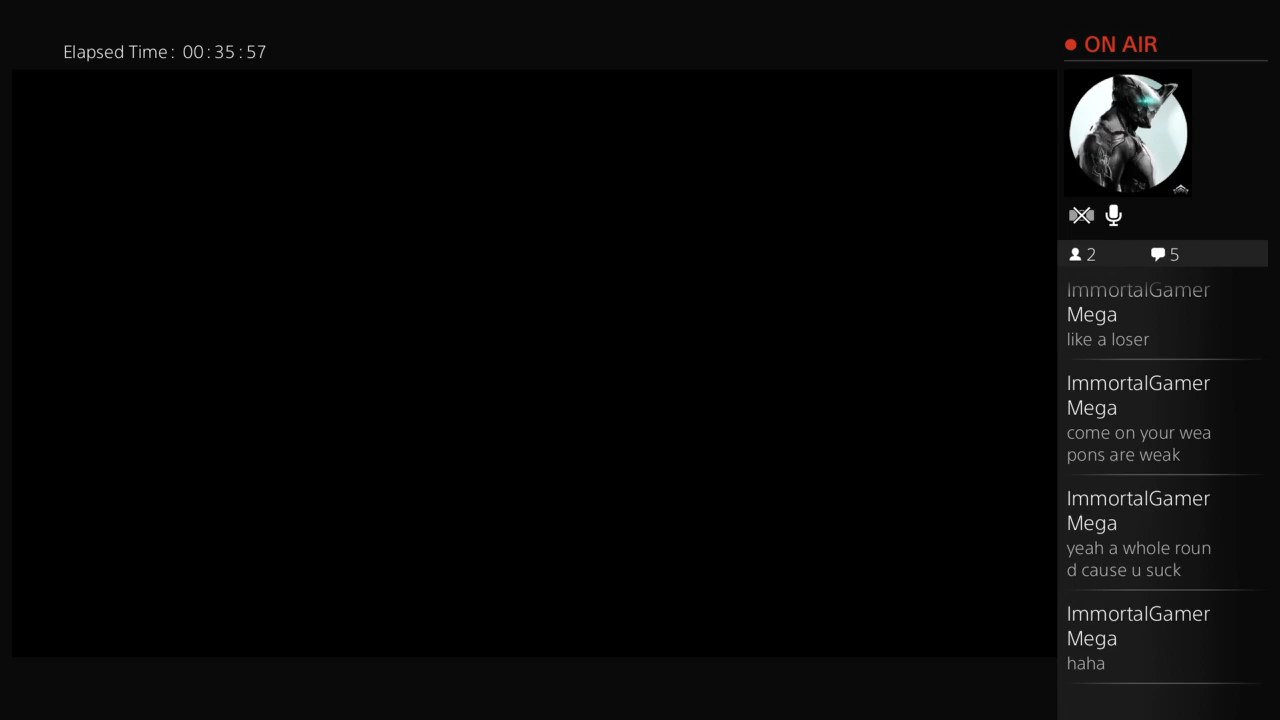 Elapsed Time: 00:35:57
ON AIR
2 5
ImmortalGamer
Mega
like a loser
ImmortalGamer
Mega
come on your wea
pons are weak
ImmortalGamer
Mega
yeah a whole roun
d cause u suck
ImmortalGamer
Mega
haha